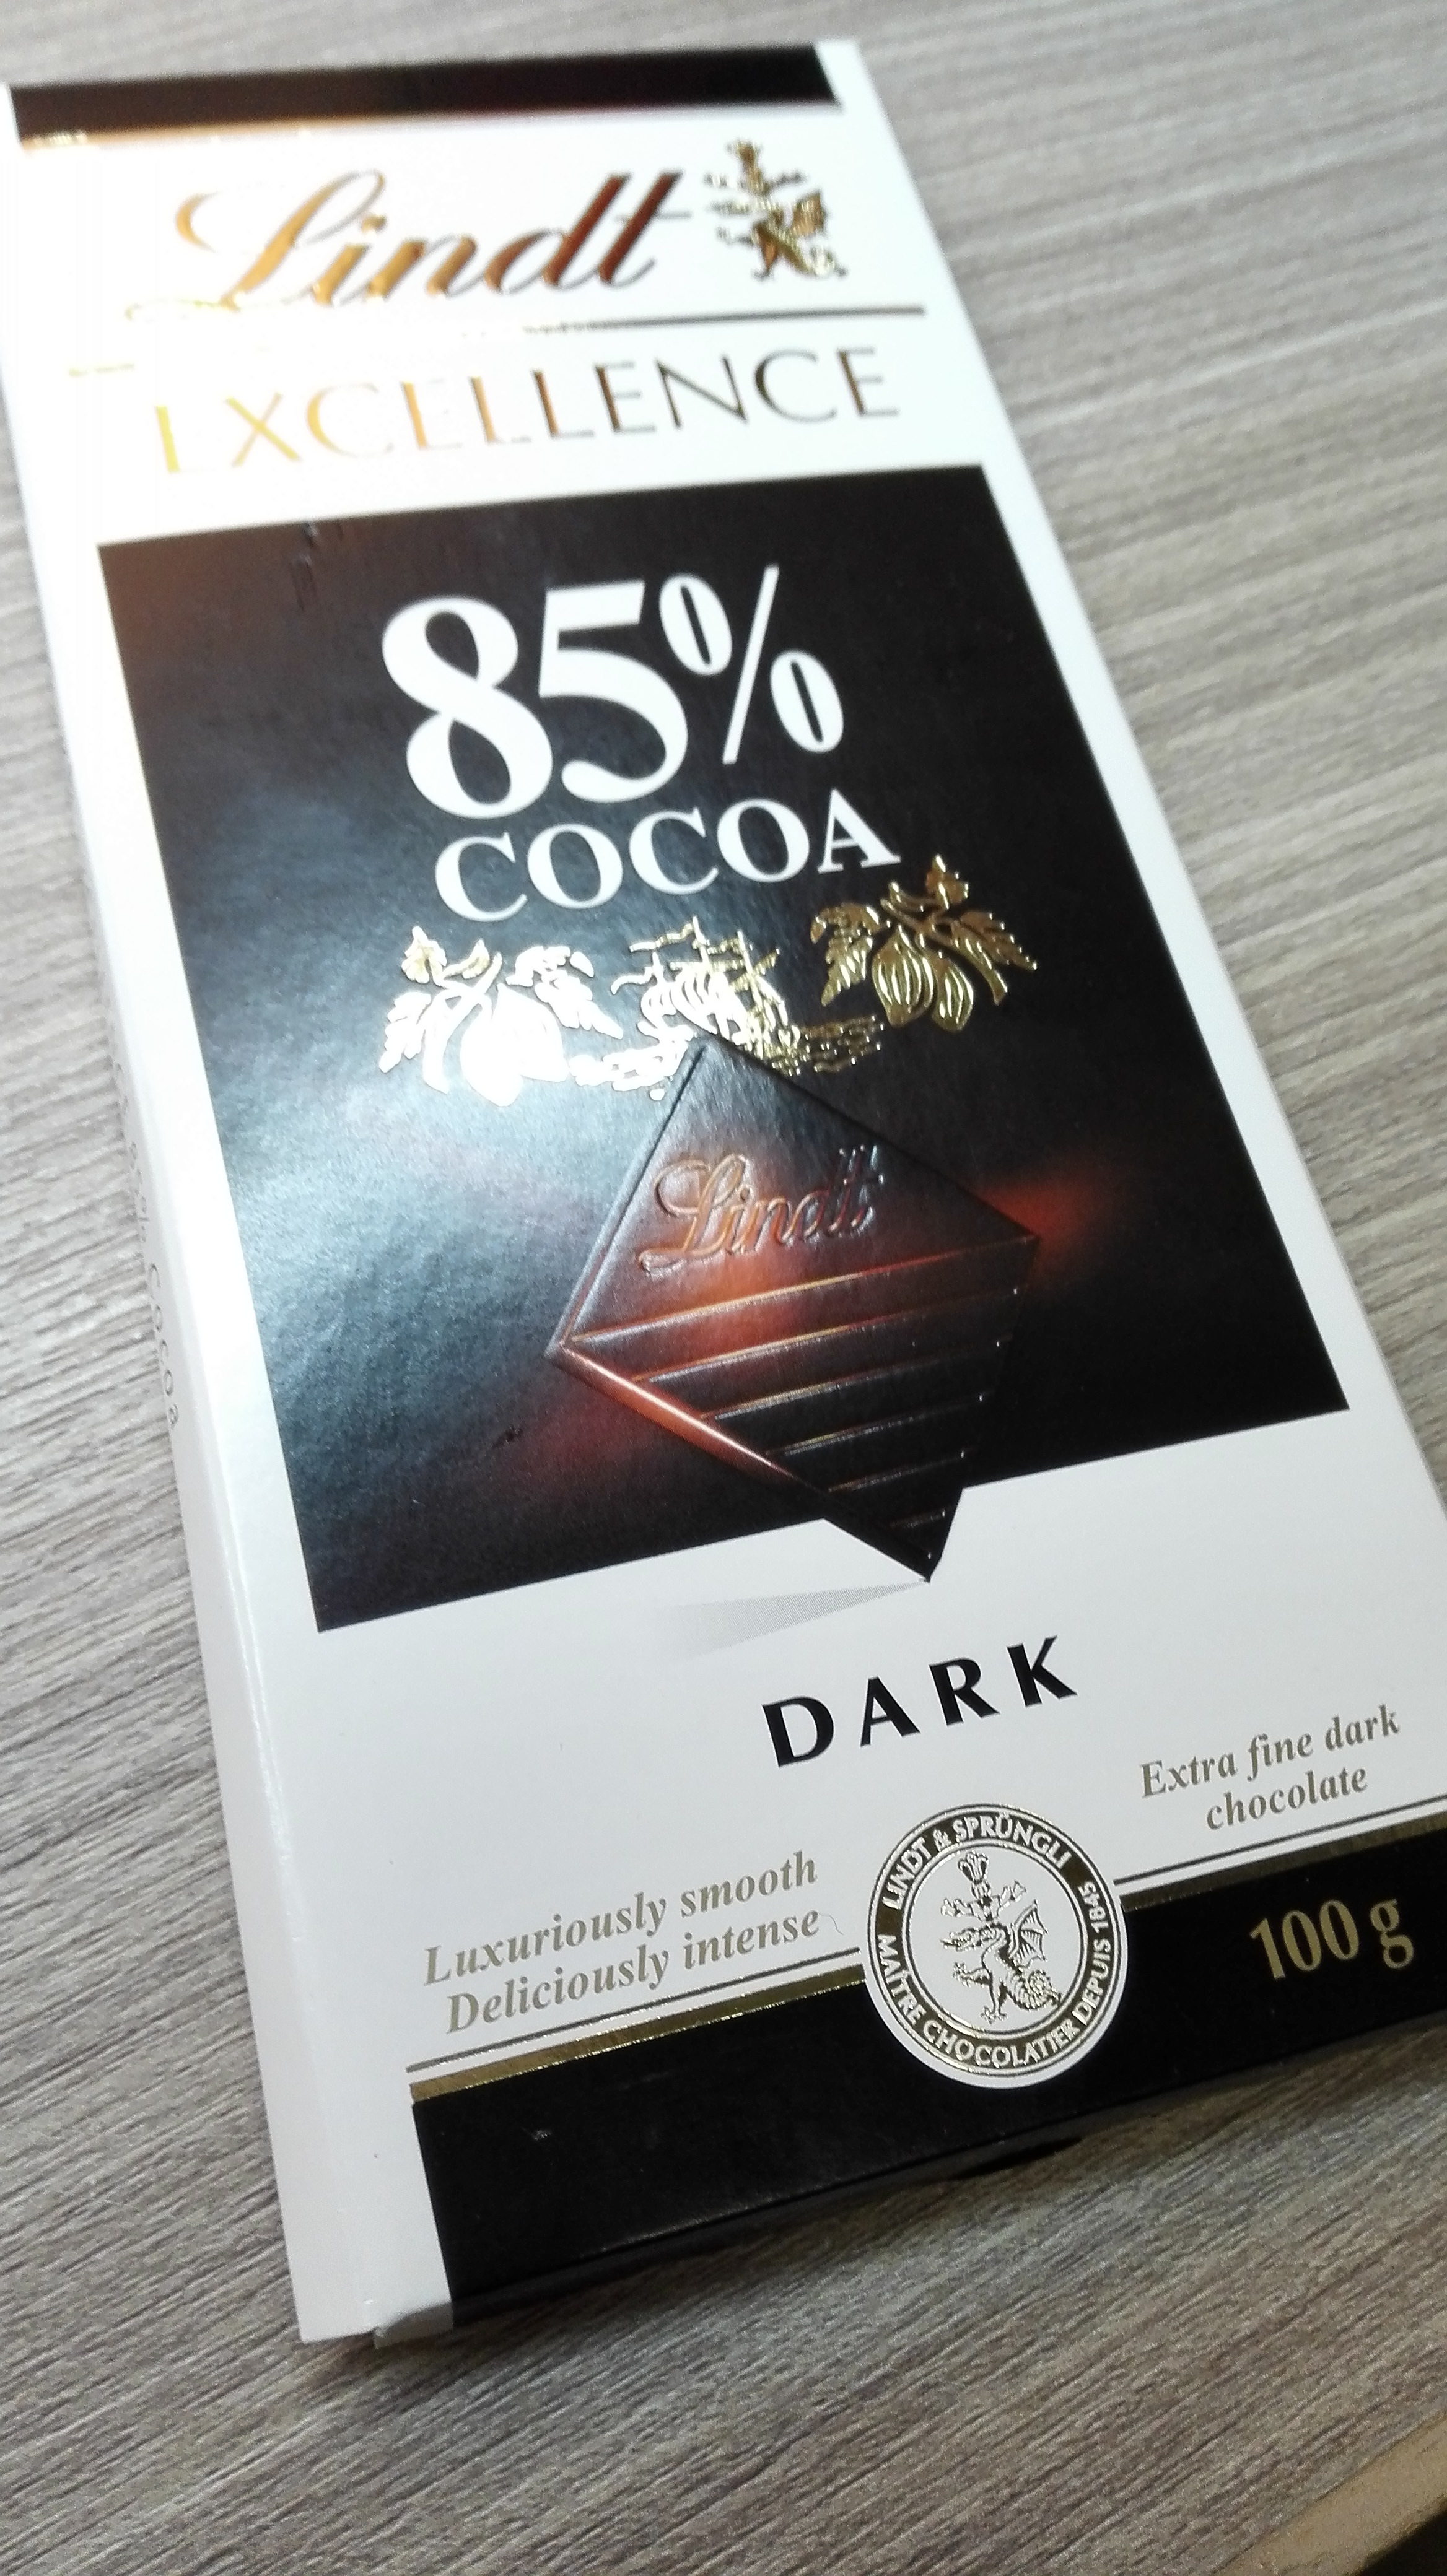 Lindt
EXCELLENCE
85%
COCOA
Lindt
DARK
Extra fine dark
chocolate
Luxuriously smooth
Deliciously intense
LINDT & SPRÜNGLI
MAÎTRE CHOCOLATIER DEPUIS 1845
100 g